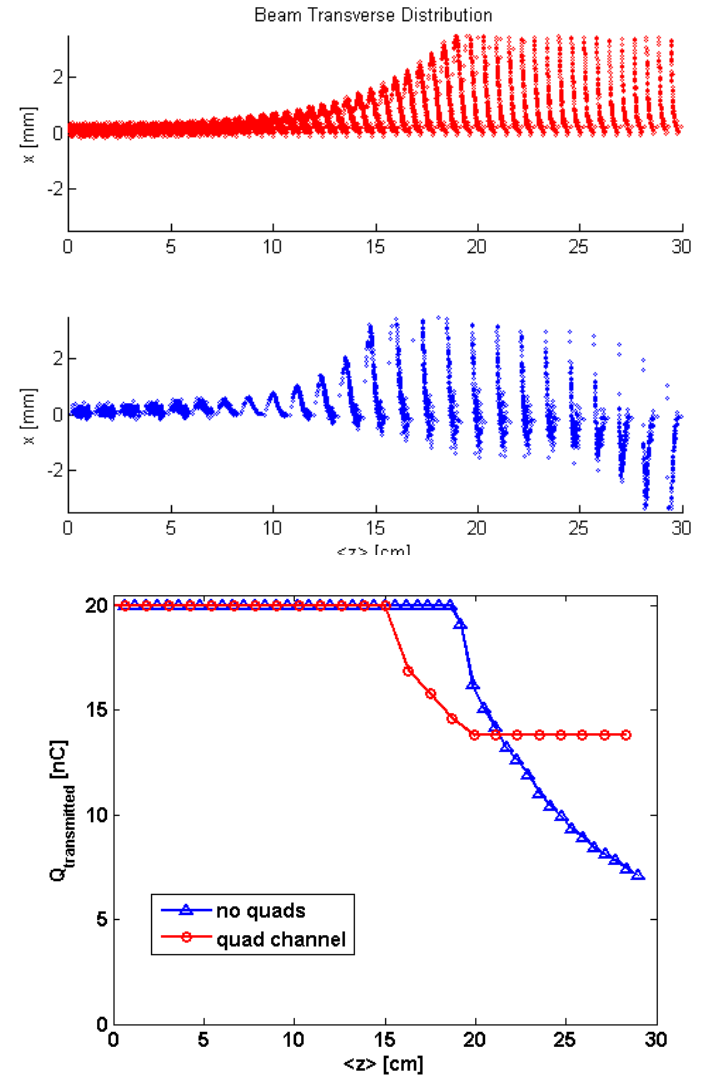 Beam Transverse Distribution
2
0
-2
x [mm]
0 5 10 15 20 25 30
2
0
-2
x [mm]
0 5 10 15 20 25 30
<z> [cm]
20
15
10
5
0
Qtransmitted [nC]
no quads
quad channel
0 5 10 15 20 25 30
<z> [cm]